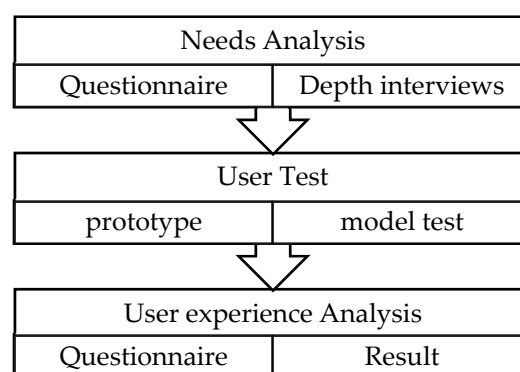 Needs Analysis
Questionnaire Depth interviews
User Test
prototype model test
User experience Analysis
Questionnaire Result